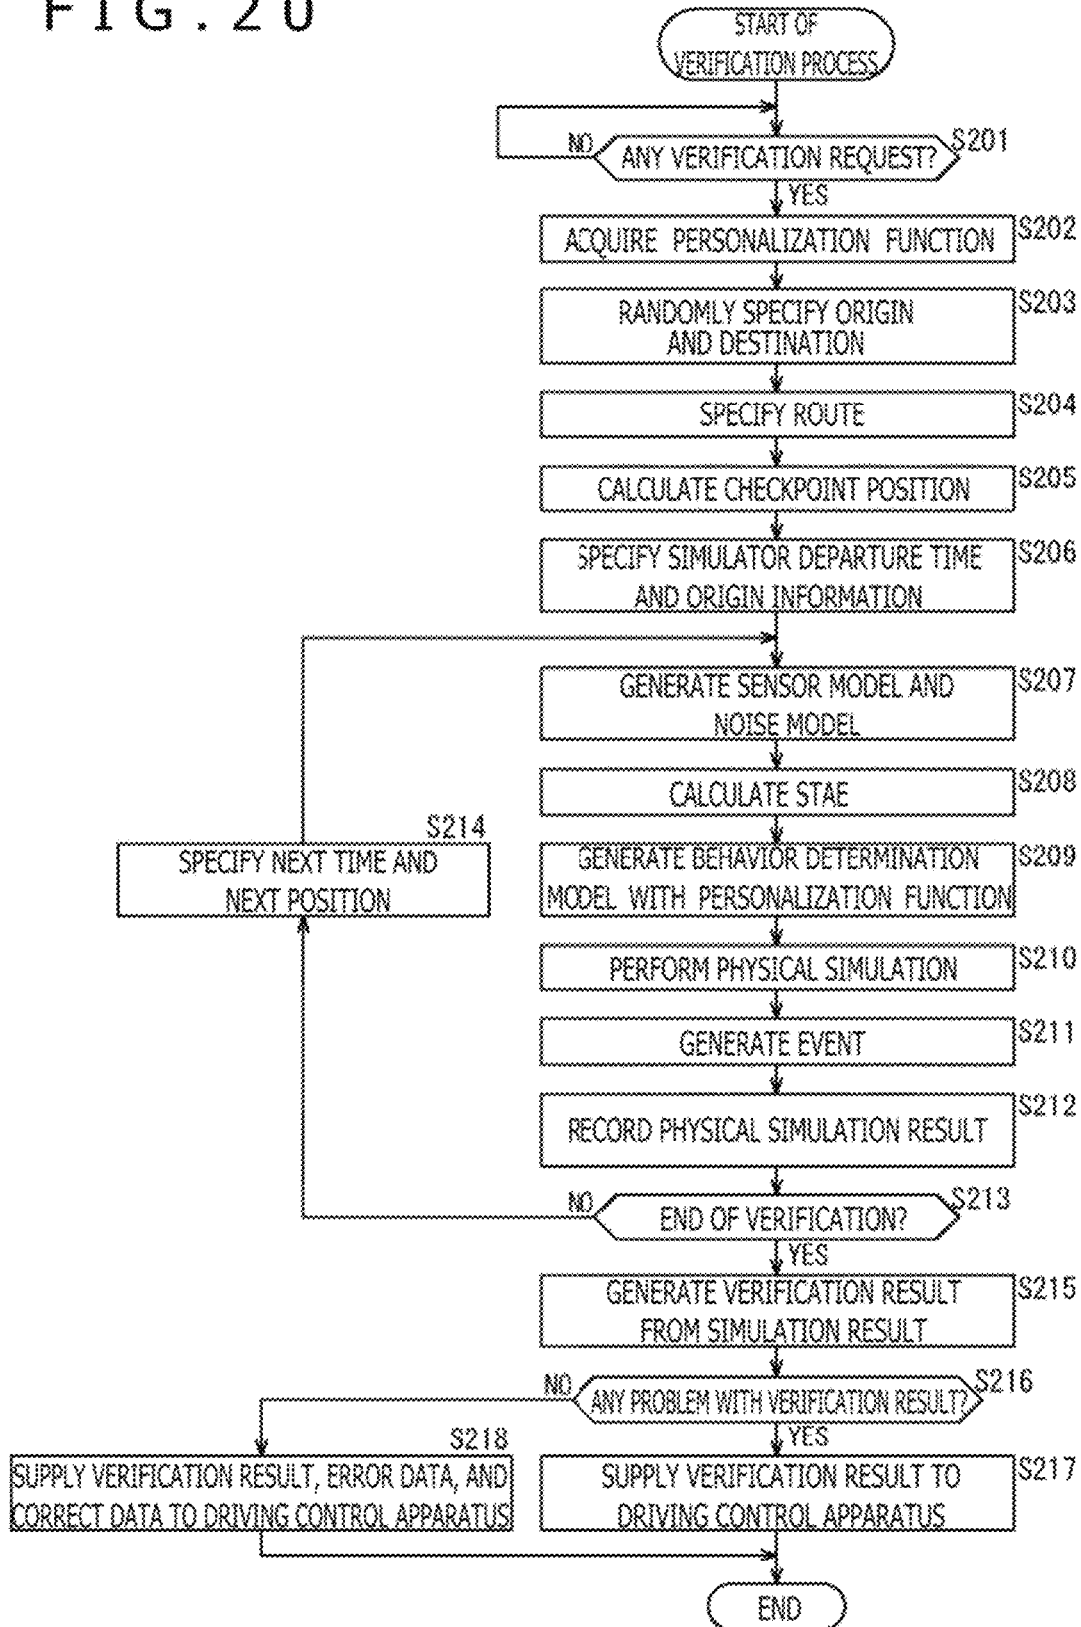 FIG.20
START OF
VERIFICATION PROCESS
NO
ANY VERIFICATION REQUEST?
S201
YES
ACQUIRE PERSONALIZATION FUNCTION
S202
RANDOMLY SPECIFY ORIGIN
AND DESTINATION
S203
SPECIFY ROUTE
S204
CALCULATE CHECKPOINT POSITION
S205
SPECIFY SIMULATOR DEPARTURE TIME
AND ORIGIN INFORMATION
S206
GENERATE SENSOR MODEL AND
NOISE MODEL
S207
CALCULATE STAE
S208
S214
SPECIFY NEXT TIME AND
NEXT POSITION
GENERATE BEHAVIOR DETERMINATION
MODEL WITH PERSONALIZATION FUNCTION
S209
PERFORM PHYSICAL SIMULATION
S210
GENERATE EVENT
S211
RECORD PHYSICAL SIMULATION RESULT
S212
NO
END OF VERIFICATION?
S213
YES
GENERATE VERIFICATION RESULT
FROM SIMULATION RESULT
S215
NO
ANY PROBLEM WITH VERIFICATION RESULT?
S216
YES
S218
SUPPLY VERIFICATION RESULT, ERROR DATA, AND
CORRECT DATA TO DRIVING CONTROL APPARATUS
SUPPLY VERIFICATION RESULT TO
DRIVING CONTROL APPARATUS
S217
END